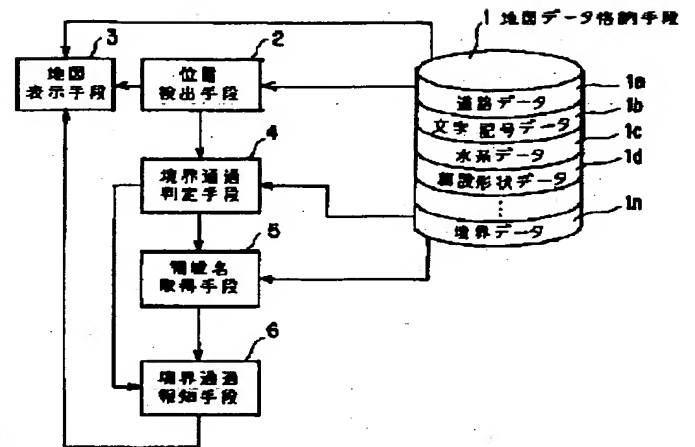 1 地図データ格納手段
3
2
地図
表示手段
位置
検出手段
1a
道路データ
1b
文字 記号データ
1c
水系データ
1d
施設形状データ
⋮
1n
境界データ
4
境界通過
判定手段
5
領域名
取得手段
6
境界通過
報知手段